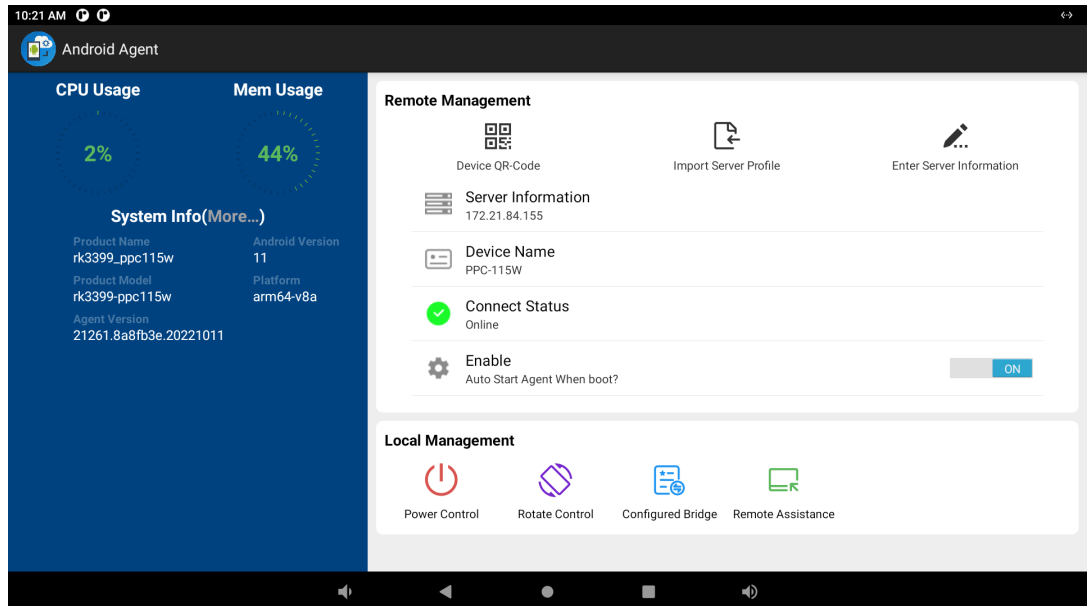 10:21 AM
Android Agent
CPU Usage
Mem Usage
2%
44%
System Info(More...)
Product Name
Android Version
rk3399_ppc115w
11
Product Model
Platform
rk3399-ppc115w
arm64-v8a
Agent Version
21261.8a8fb3e.20221011
Remote Management
Device QR-Code
Import Server Profile
Enter Server Information
Server Information
172.21.84.155
Device Name
PPC-115W
Connect Status
Online
Enable
Auto Start Agent When boot?
ON
Local Management
Power Control
Rotate Control
Configured Bridge
Remote Assistance